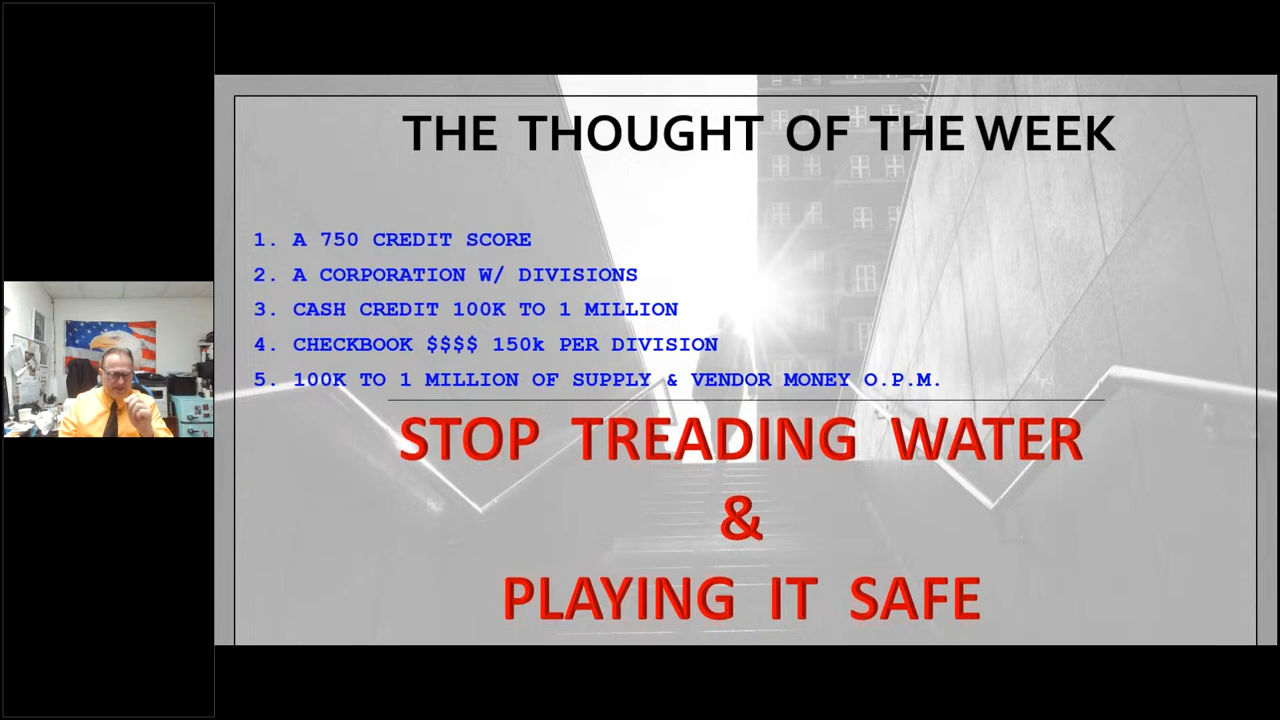 THE THOUGHT OF THE WEEK
1. A 750 CREDIT SCORE
2. A CORPORATION W/ DIVISIONS
3. CASH CREDIT 100K TO 1 MILLION
4. CHECKBOOK $$$$ 150k PER DIVISION
5. 100K TO 1 MILLION OF SUPPLY & VENDOR MONEY O.P.M.
STOP TREADING WATER
&
PLAYING IT SAFE